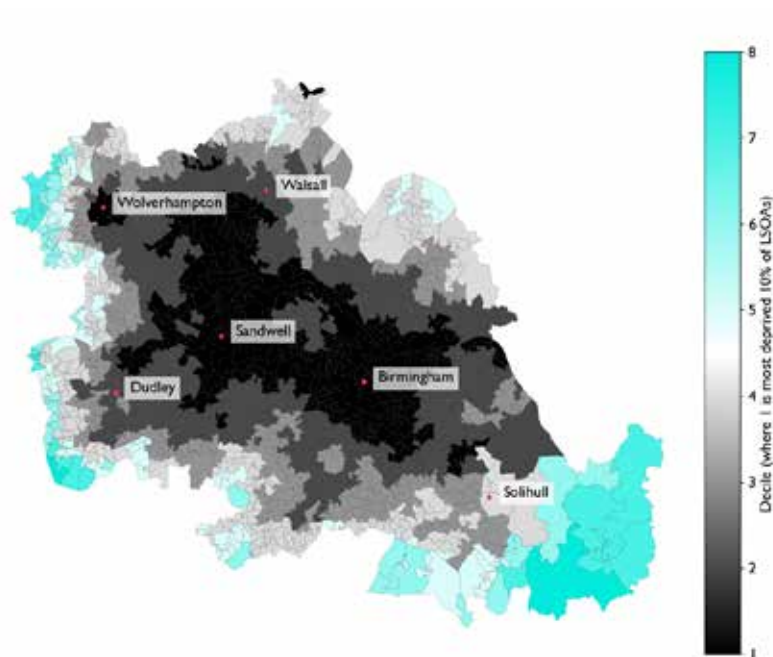 Walsall
Wolverhampton
Sandwell
Birmingham
Dudley
Solihull
8
7
6
5
4
3
2
1
Decile (where 1 is most deprived 10% of LSOAs)